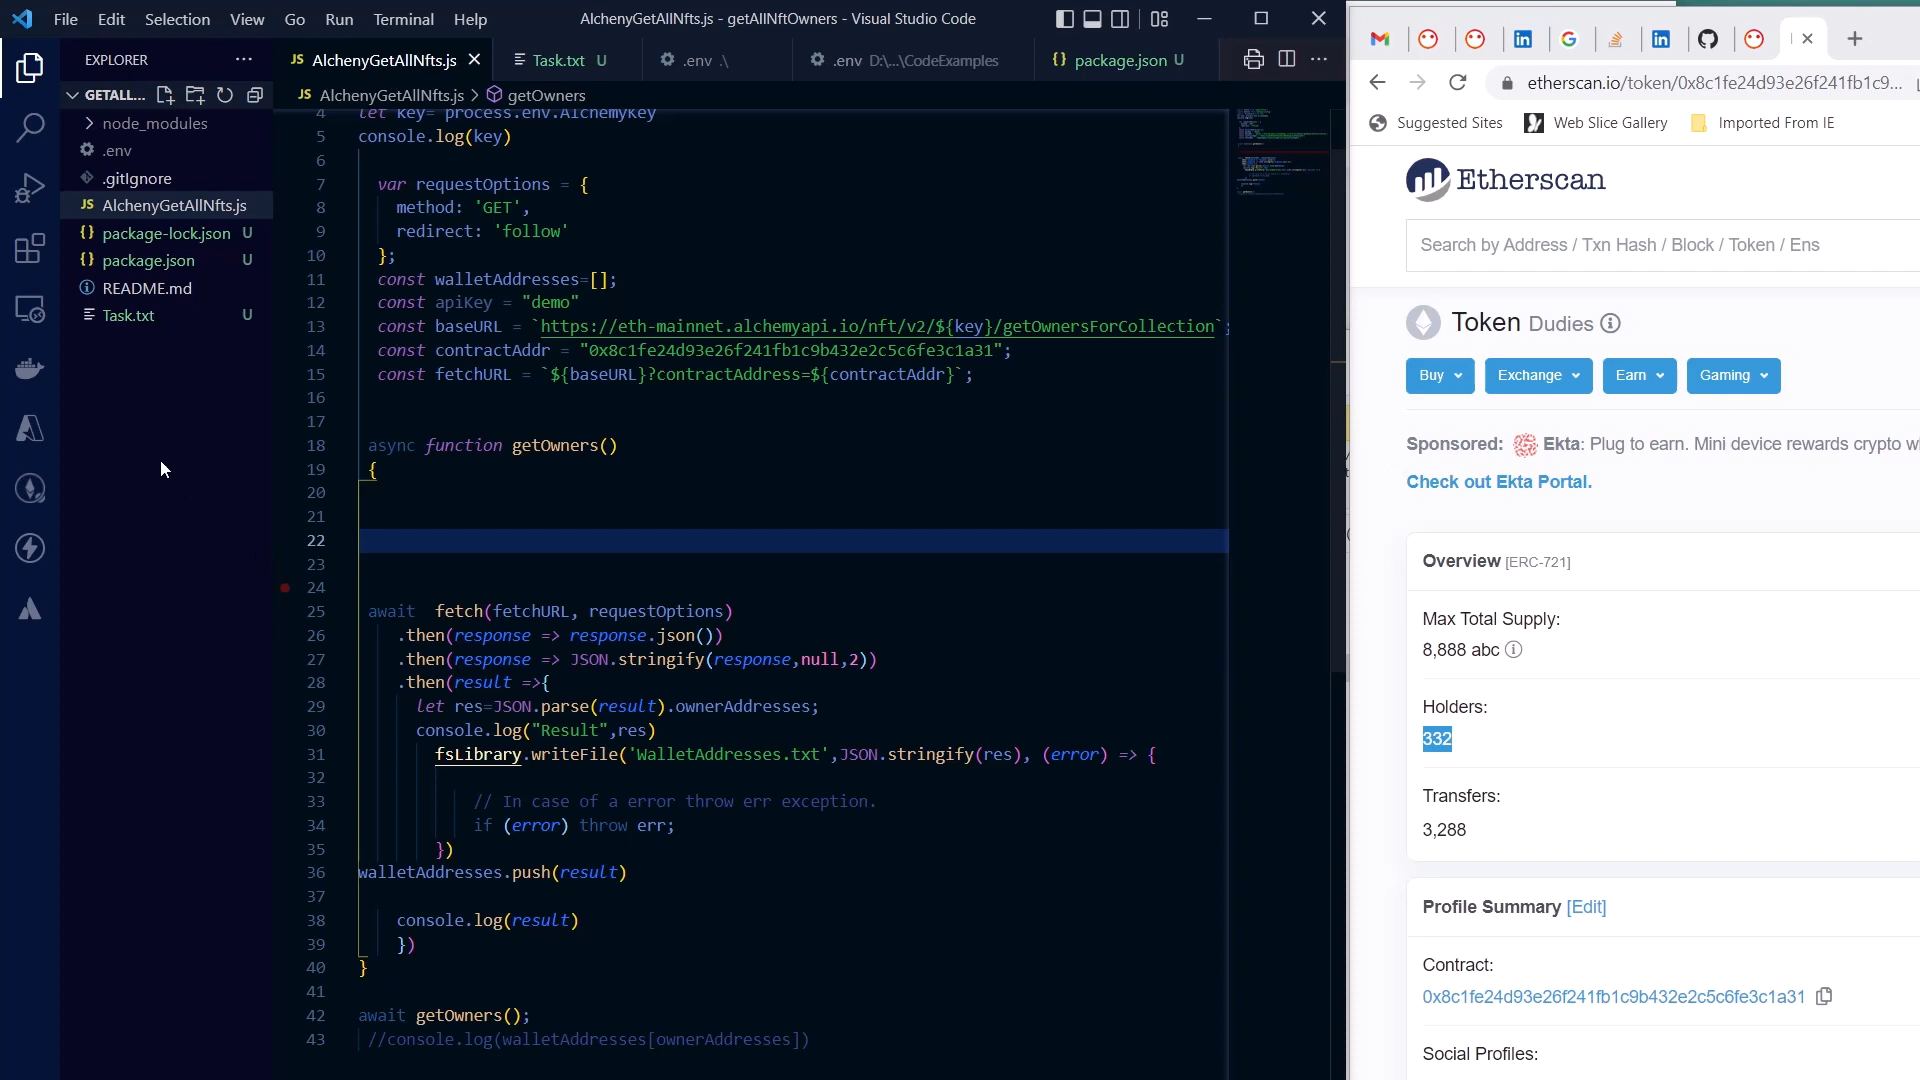 File Edit Selection View Go Run Terminal Help
AlchenyGetAllNfts.js - getAllNftOwners - Visual Studio Code
EXPLORER
GETALL...
node_modules
.env
.gitIgnore
JS AlchenyGetAllNfts.js
{} package-lock.json U
{} package.json U
README.md
Task.txt U
JS AlchenyGetAllNfts.js
Task.txt U
.env .\
.env D:\...\CodeExamples
{} package.json U
JS AlchenyGetAllNfts.js > getOwners
4 let key= process.env.AlchemyKey
5 console.log(key)
6
7 var requestOptions = {
8 method: 'GET',
9 redirect: 'follow'
10 };
11 const walletAddresses=[];
12 const apiKey = "demo"
13 const baseURL = `https://eth-mainnet.alchemyapi.io/nft/v2/${key}/getOwnersForCollection`;
14 const contractAddr = "0x8c1fe24d93e26f241fb1c9b432e2c5c6fe3c1a31";
15 const fetchURL = `${baseURL}?contractAddress=${contractAddr}`;
16
17
18 async function getOwners()
19 {
20
21
22
23
24
25 await fetch(fetchURL, requestOptions)
26 .then(response => response.json())
27 .then(response => JSON.stringify(response,null,2))
28 .then(result =>{
29 let res=JSON.parse(result).ownerAddresses;
30 console.log("Result",res)
31 fsLibrary.writeFile('WalletAddresses.txt',JSON.stringify(res), (error) => {
32
33 // In case of a error throw err exception.
34 if (error) throw err;
35 })
36 walletAddresses.push(result)
37
38 console.log(result)
39 })
40 }
41
42 await getOwners();
43 //console.log(walletAddresses[ownerAddresses])
etherscan.io/token/0x8c1fe24d93e26f241fb1c9...
Suggested Sites Web Slice Gallery Imported From IE
Etherscan
Search by Address / Txn Hash / Block / Token / Ens
Token Dudies
Buy Exchange Earn Gaming
Sponsored: Ekta: Plug to earn. Mini device rewards crypto w
Check out Ekta Portal.
Overview [ERC-721]
Max Total Supply:
8,888 abc
Holders:
332
Transfers:
3,288
Profile Summary [Edit]
Contract:
0x8c1fe24d93e26f241fb1c9b432e2c5c6fe3c1a31
Social Profiles: